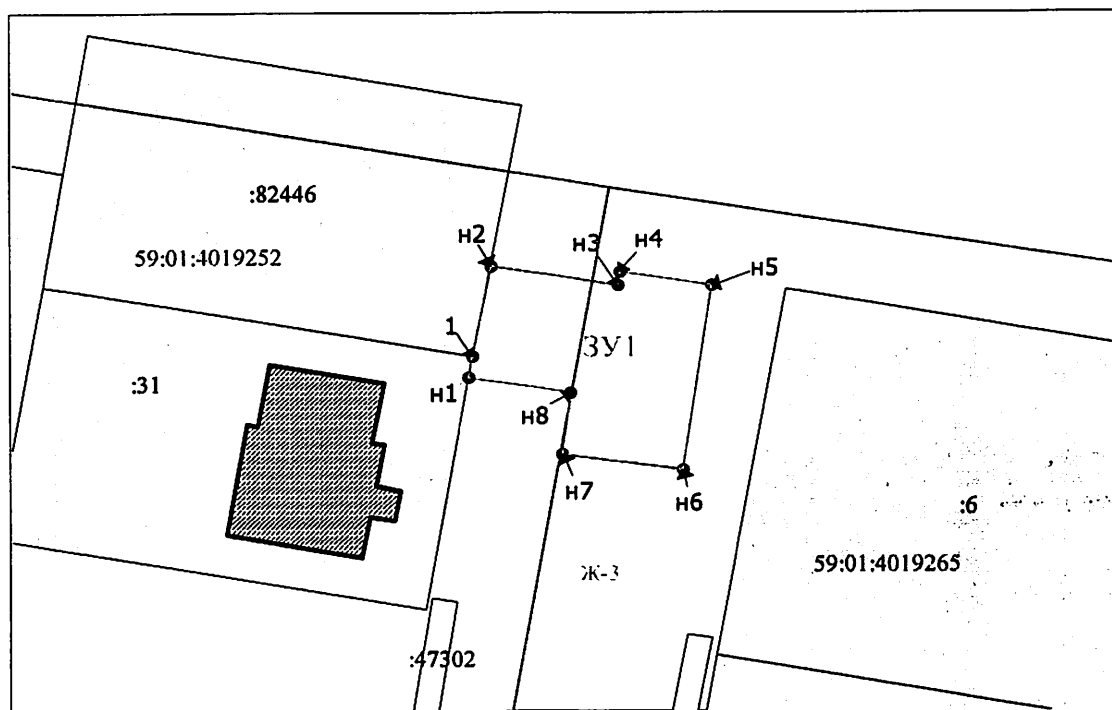 :82446
59:01:4019252
н2
н3
н4
н5
1
ЗУ1
:31
н1
н8
н7
н6
:6
Ж-3
59:01:4019265
:47302